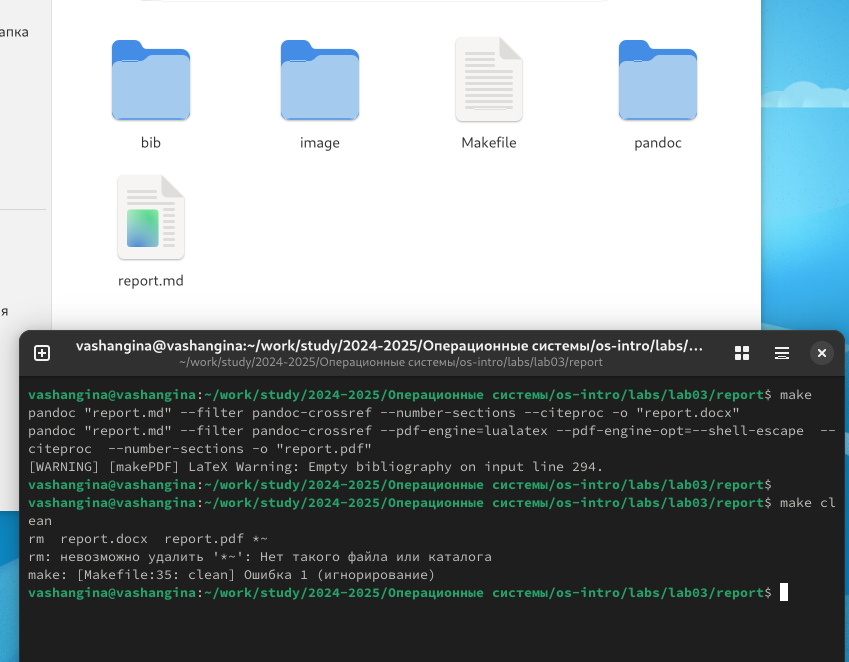 апка
bib
image
Makefile
pandoc
report.md
я
vashangina@vashangina:~/work/study/2024-2025/Операционные системы/os-intro/labs/...
~/work/study/2024-2025/Операционные системы/os-intro/labs/lab03/report
vashangina@vashangina:~/work/study/2024-2025/Операционные системы/os-intro/labs/lab03/report$ make
pandoc "report.md" --filter pandoc-crossref --number-sections --citeproc -o "report.docx"
pandoc "report.md" --filter pandoc-crossref --pdf-engine=lualatex --pdf-engine-opt=--shell-escape  --
citeproc  --number-sections -o "report.pdf"
[WARNING] [makePDF] LaTeX Warning: Empty bibliography on input line 294.
vashangina@vashangina:~/work/study/2024-2025/Операционные системы/os-intro/labs/lab03/report$
vashangina@vashangina:~/work/study/2024-2025/Операционные системы/os-intro/labs/lab03/report$ make cl
ean
rm  report.docx  report.pdf *~
rm: невозможно удалить '*~': Нет такого файла или каталога
make: [Makefile:35: clean] Ошибка 1 (игнорирование)
vashangina@vashangina:~/work/study/2024-2025/Операционные системы/os-intro/labs/lab03/report$